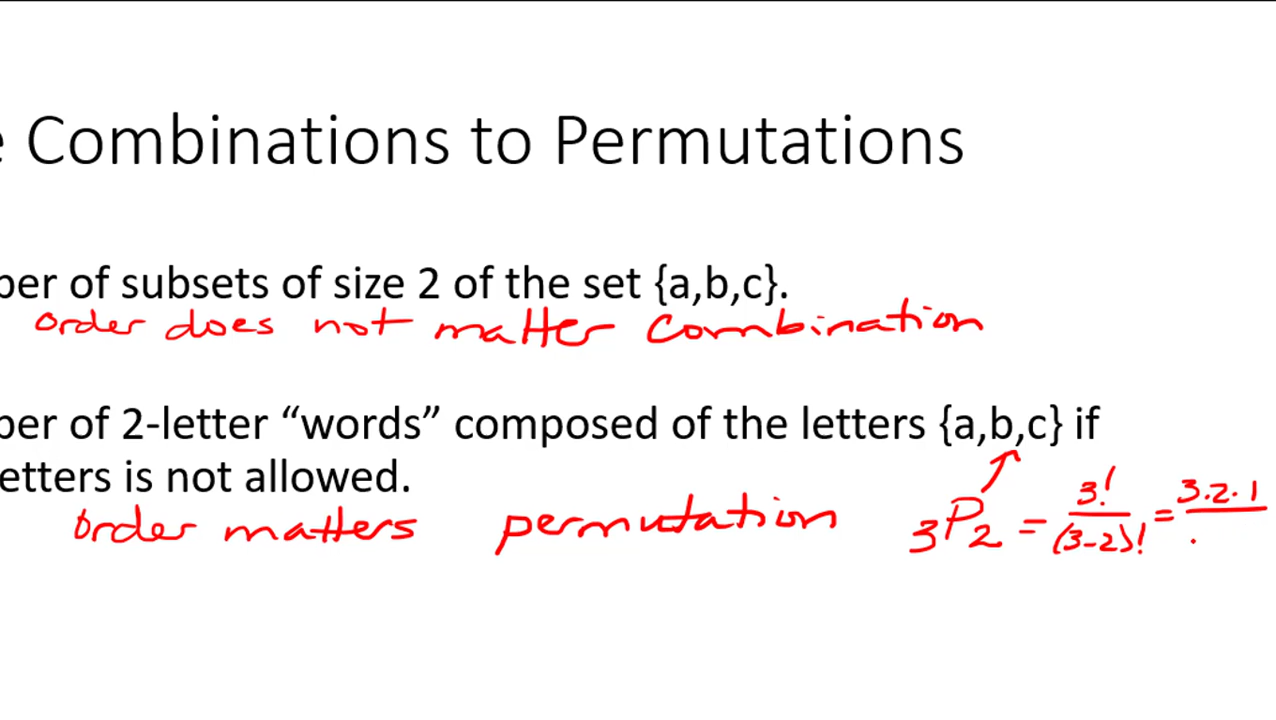 e Combinations to Permutations
ber of subsets of size 2 of the set {a,b,c}.
order does not matter combination
ber of 2-letter “words” composed of the letters {a,b,c} if
etters is not allowed.
order matters permutation ₃P₂ = 3!/(3-2)! = 3·2·1